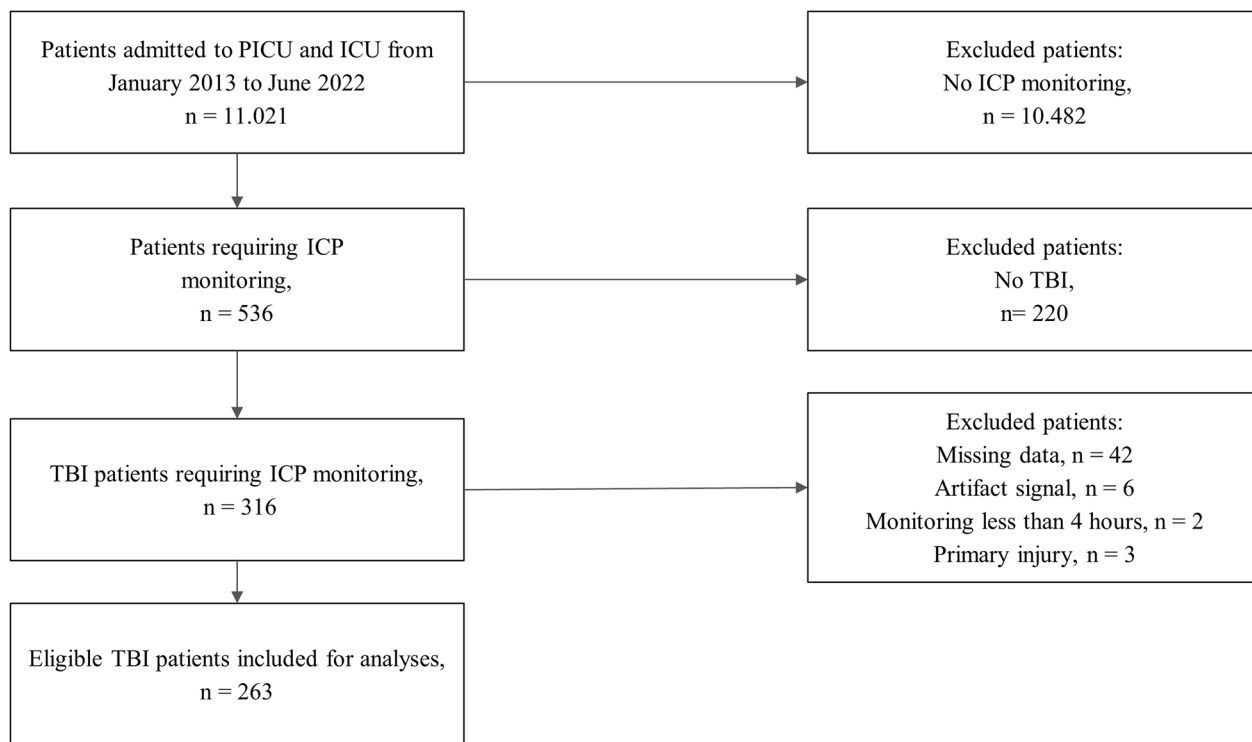 Patients admitted to PICU and ICU from
January 2013 to June 2022
n = 11.021
Excluded patients:
No ICP monitoring,
n = 10.482
Patients requiring ICP
monitoring,
n = 536
Excluded patients:
No TBI,
n= 220
TBI patients requiring ICP monitoring,
n = 316
Excluded patients:
Missing data, n = 42
Artifact signal, n = 6
Monitoring less than 4 hours, n = 2
Primary injury, n = 3
Eligible TBI patients included for analyses,
n = 263